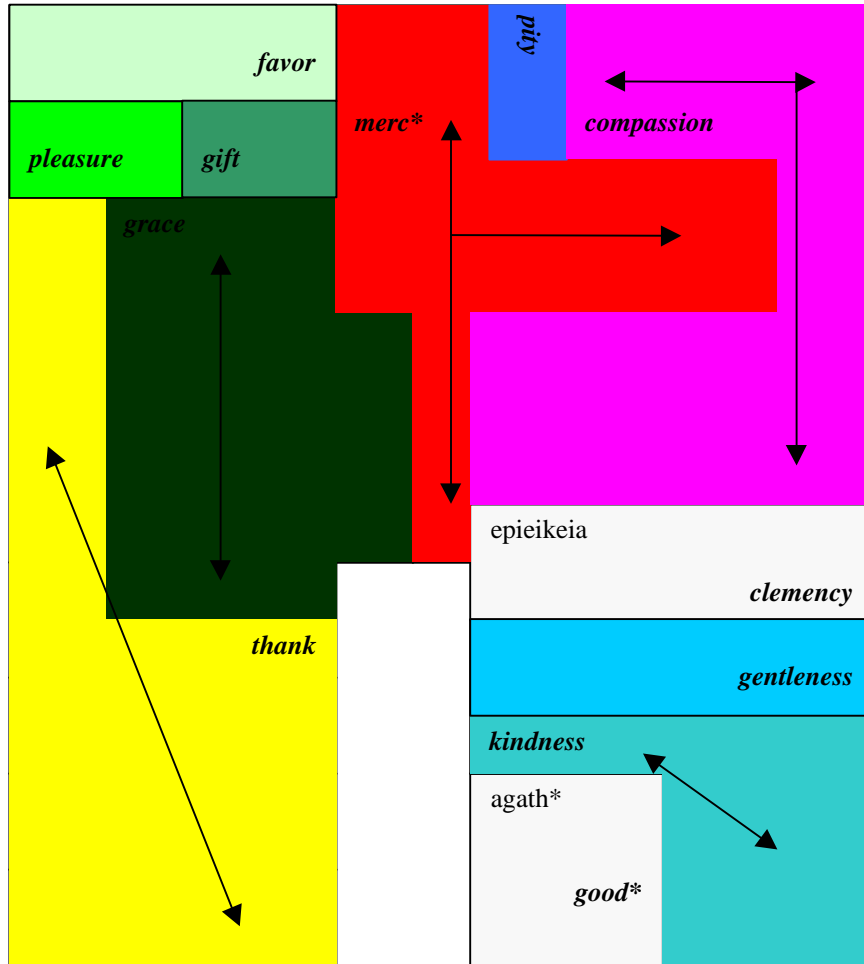 favor
pity
merc*
compassion
pleasure
gift
grace
epieikeia
clemency
thank
gentleness
kindness
agath*
good*